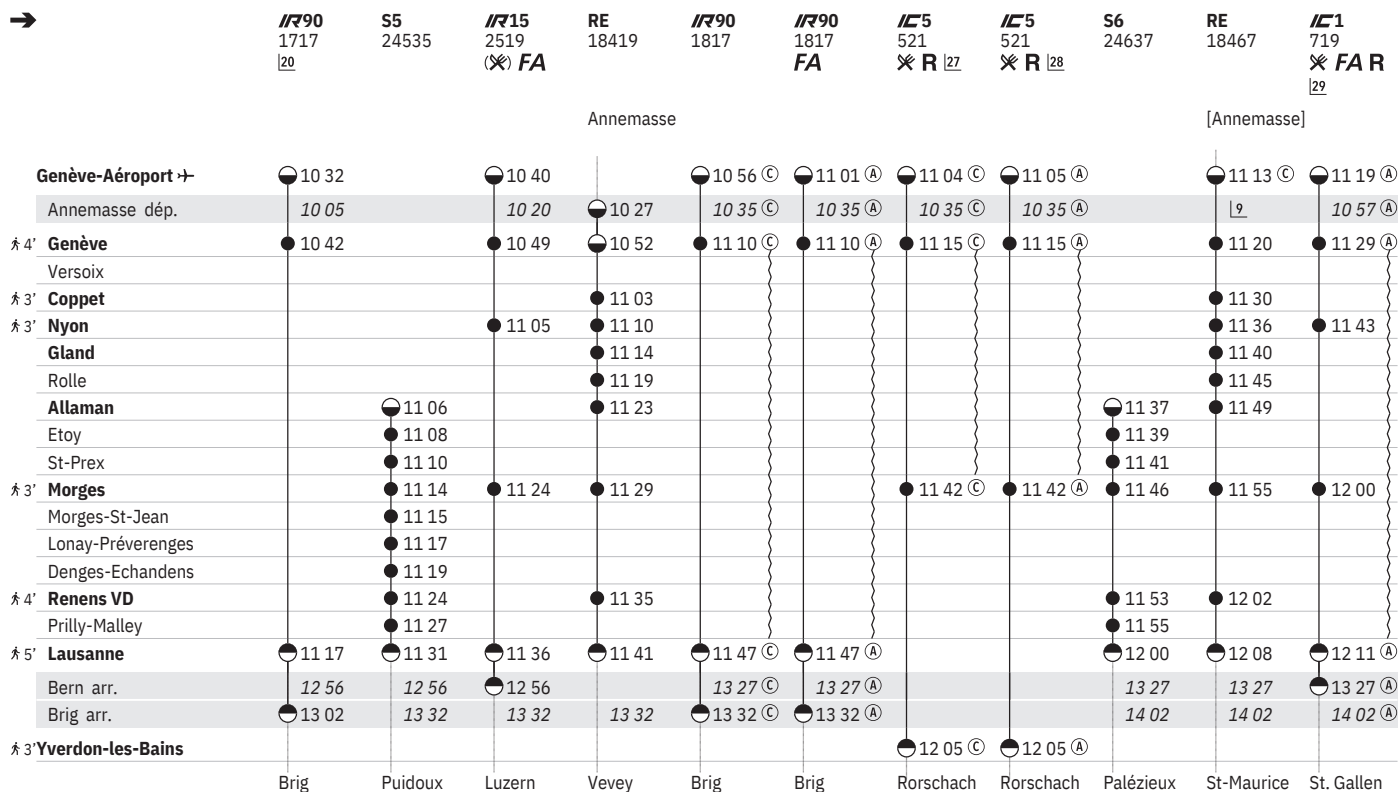 IR90 S5 IR15 RE IR90 IR90 IC5 IC5 S6 RE IC1
1717 24535 2519 18419 1817 1817 521 521 24637 18467 719
20 FA FA R 27 R 28 FA R
29
Annemasse [Annemasse]
Genève-Aéroport 10 32 10 40 10 56 C 11 01 A 11 04 C 11 05 A 11 13 C 11 19 A
Annemasse dép. 10 05 10 20 10 27 10 35 C 10 35 A 10 35 C 10 35 A 9 10 57 A
4' Genève 10 42 10 49 10 52 11 10 C 11 10 A 11 15 C 11 15 A 11 20 11 29 A
Versoix
3' Coppet 11 03 11 30
3' Nyon 11 05 11 10 11 36 11 43
Gland 11 14 11 40
Rolle 11 19 11 45
Allaman 11 06 11 23 11 37 11 49
Etoy 11 08 11 39
St-Prex 11 10 11 41
3' Morges 11 14 11 24 11 29 11 42 C 11 42 A 11 46 11 55 12 00
Morges-St-Jean 11 15
Lonay-Préverenges 11 17
Denges-Echandens 11 19
4' Renens VD 11 24 11 35 11 53 12 02
Prilly-Malley 11 27 11 55
5' Lausanne 11 17 11 31 11 36 11 41 11 47 C 11 47 A 12 00 12 08 12 11 A
Bern arr. 12 56 12 56 12 56 13 27 C 13 27 A 13 27 13 27 13 27 A
Brig arr. 13 02 13 32 13 32 13 32 13 32 C 13 32 A 14 02 14 02 14 02 A
3' Yverdon-les-Bains 12 05 C 12 05 A
Brig Puidoux Luzern Vevey Brig Brig Rorschach Rorschach Palézieux St-Maurice St. Gallen